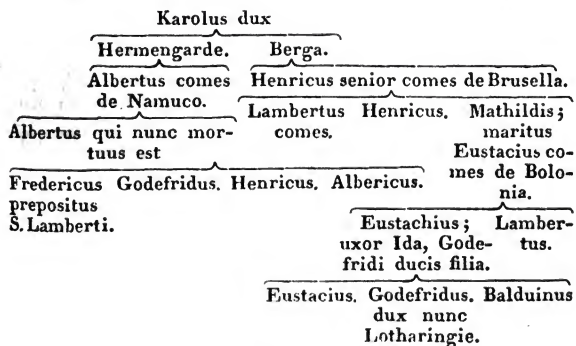 Karolus dux
Hermengarde. Berga.
Albertus comes Henricus senior comes de Brusella.
de Namuco. Lambertus Henricus. Mathildis;
Albertus qui nunc mor- comes. maritus
tuus est Eustacius co-
Fredericus Godefridus. Henricus. Albericus. mes de Bolo-
prepositus nia.
S. Lamberti. Eustachius; Lamber-
uxor Ida, Gode- tus.
fridi ducis filia.
Eustacius. Godefridus. Balduinus
dux nunc
Lotharingie.